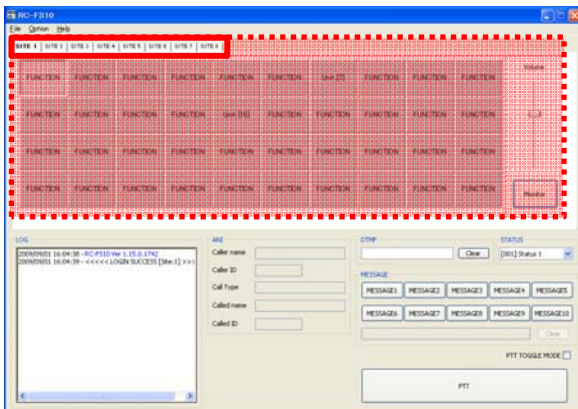 RC-FS10
File Option Help
SITE 1 SITE 2 SITE 3 SITE 4 SITE 5 SITE 6 SITE 7 SITE 8
FUNCTION FUNCTION FUNCTION FUNCTION FUNCTION FUNCTION Unit [7] FUNCTION FUNCTION FUNCTION Volume
FUNCTION FUNCTION FUNCTION FUNCTION Unit [15] FUNCTION FUNCTION FUNCTION FUNCTION FUNCTION
FUNCTION FUNCTION FUNCTION FUNCTION FUNCTION FUNCTION FUNCTION FUNCTION FUNCTION FUNCTION
FUNCTION FUNCTION FUNCTION FUNCTION FUNCTION FUNCTION FUNCTION FUNCTION FUNCTION FUNCTION Monitor
LOG ANI DTMF STATUS
2009/09/01 16:04:38 - RC-FS10 Ver 1.15.0.1742
2009/09/01 16:04:39 - <<<<< LOGIN SUCCESS [Site:1] >>>
Caller name
Clear [001] Status 1
Caller ID
MESSAGE
Call Type
MESSAGE1 MESSAGE2 MESSAGE3 MESSAGE4 MESSAGE5
Called name
MESSAGE6 MESSAGE7 MESSAGE8 MESSAGE9 MESSAGE10
Called ID
Clear
PTT TOGGLE MODE
PTT